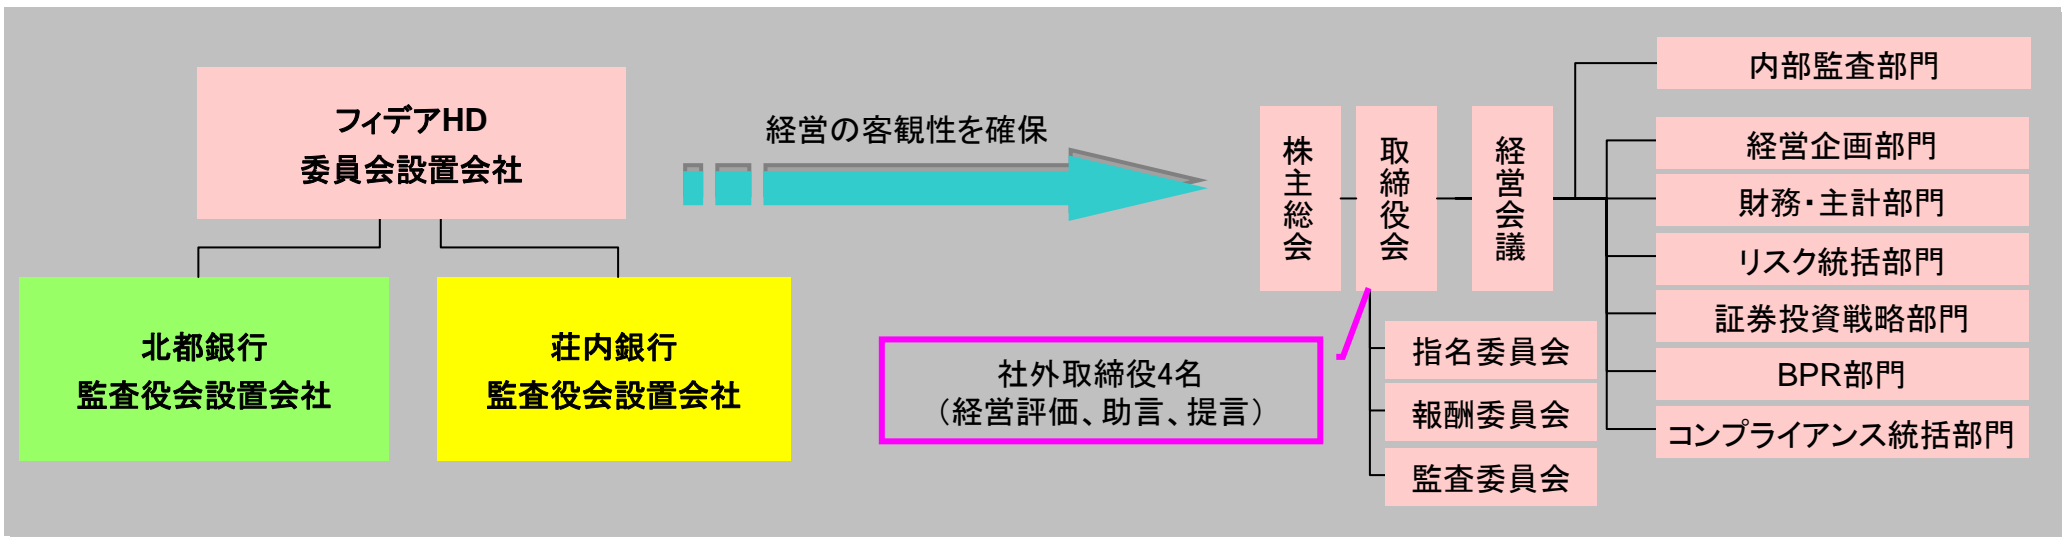 フィデアHD
委員会設置会社
北都銀行
監査役会設置会社
荘内銀行
監査役会設置会社
経営の客観性を確保
株主総会
取締役会
経営会議
社外取締役4名
（経営評価、助言、提言）
指名委員会
報酬委員会
監査委員会
内部監査部門
経営企画部門
財務・主計部門
リスク統括部門
証券投資戦略部門
BPR部門
コンプライアンス統括部門